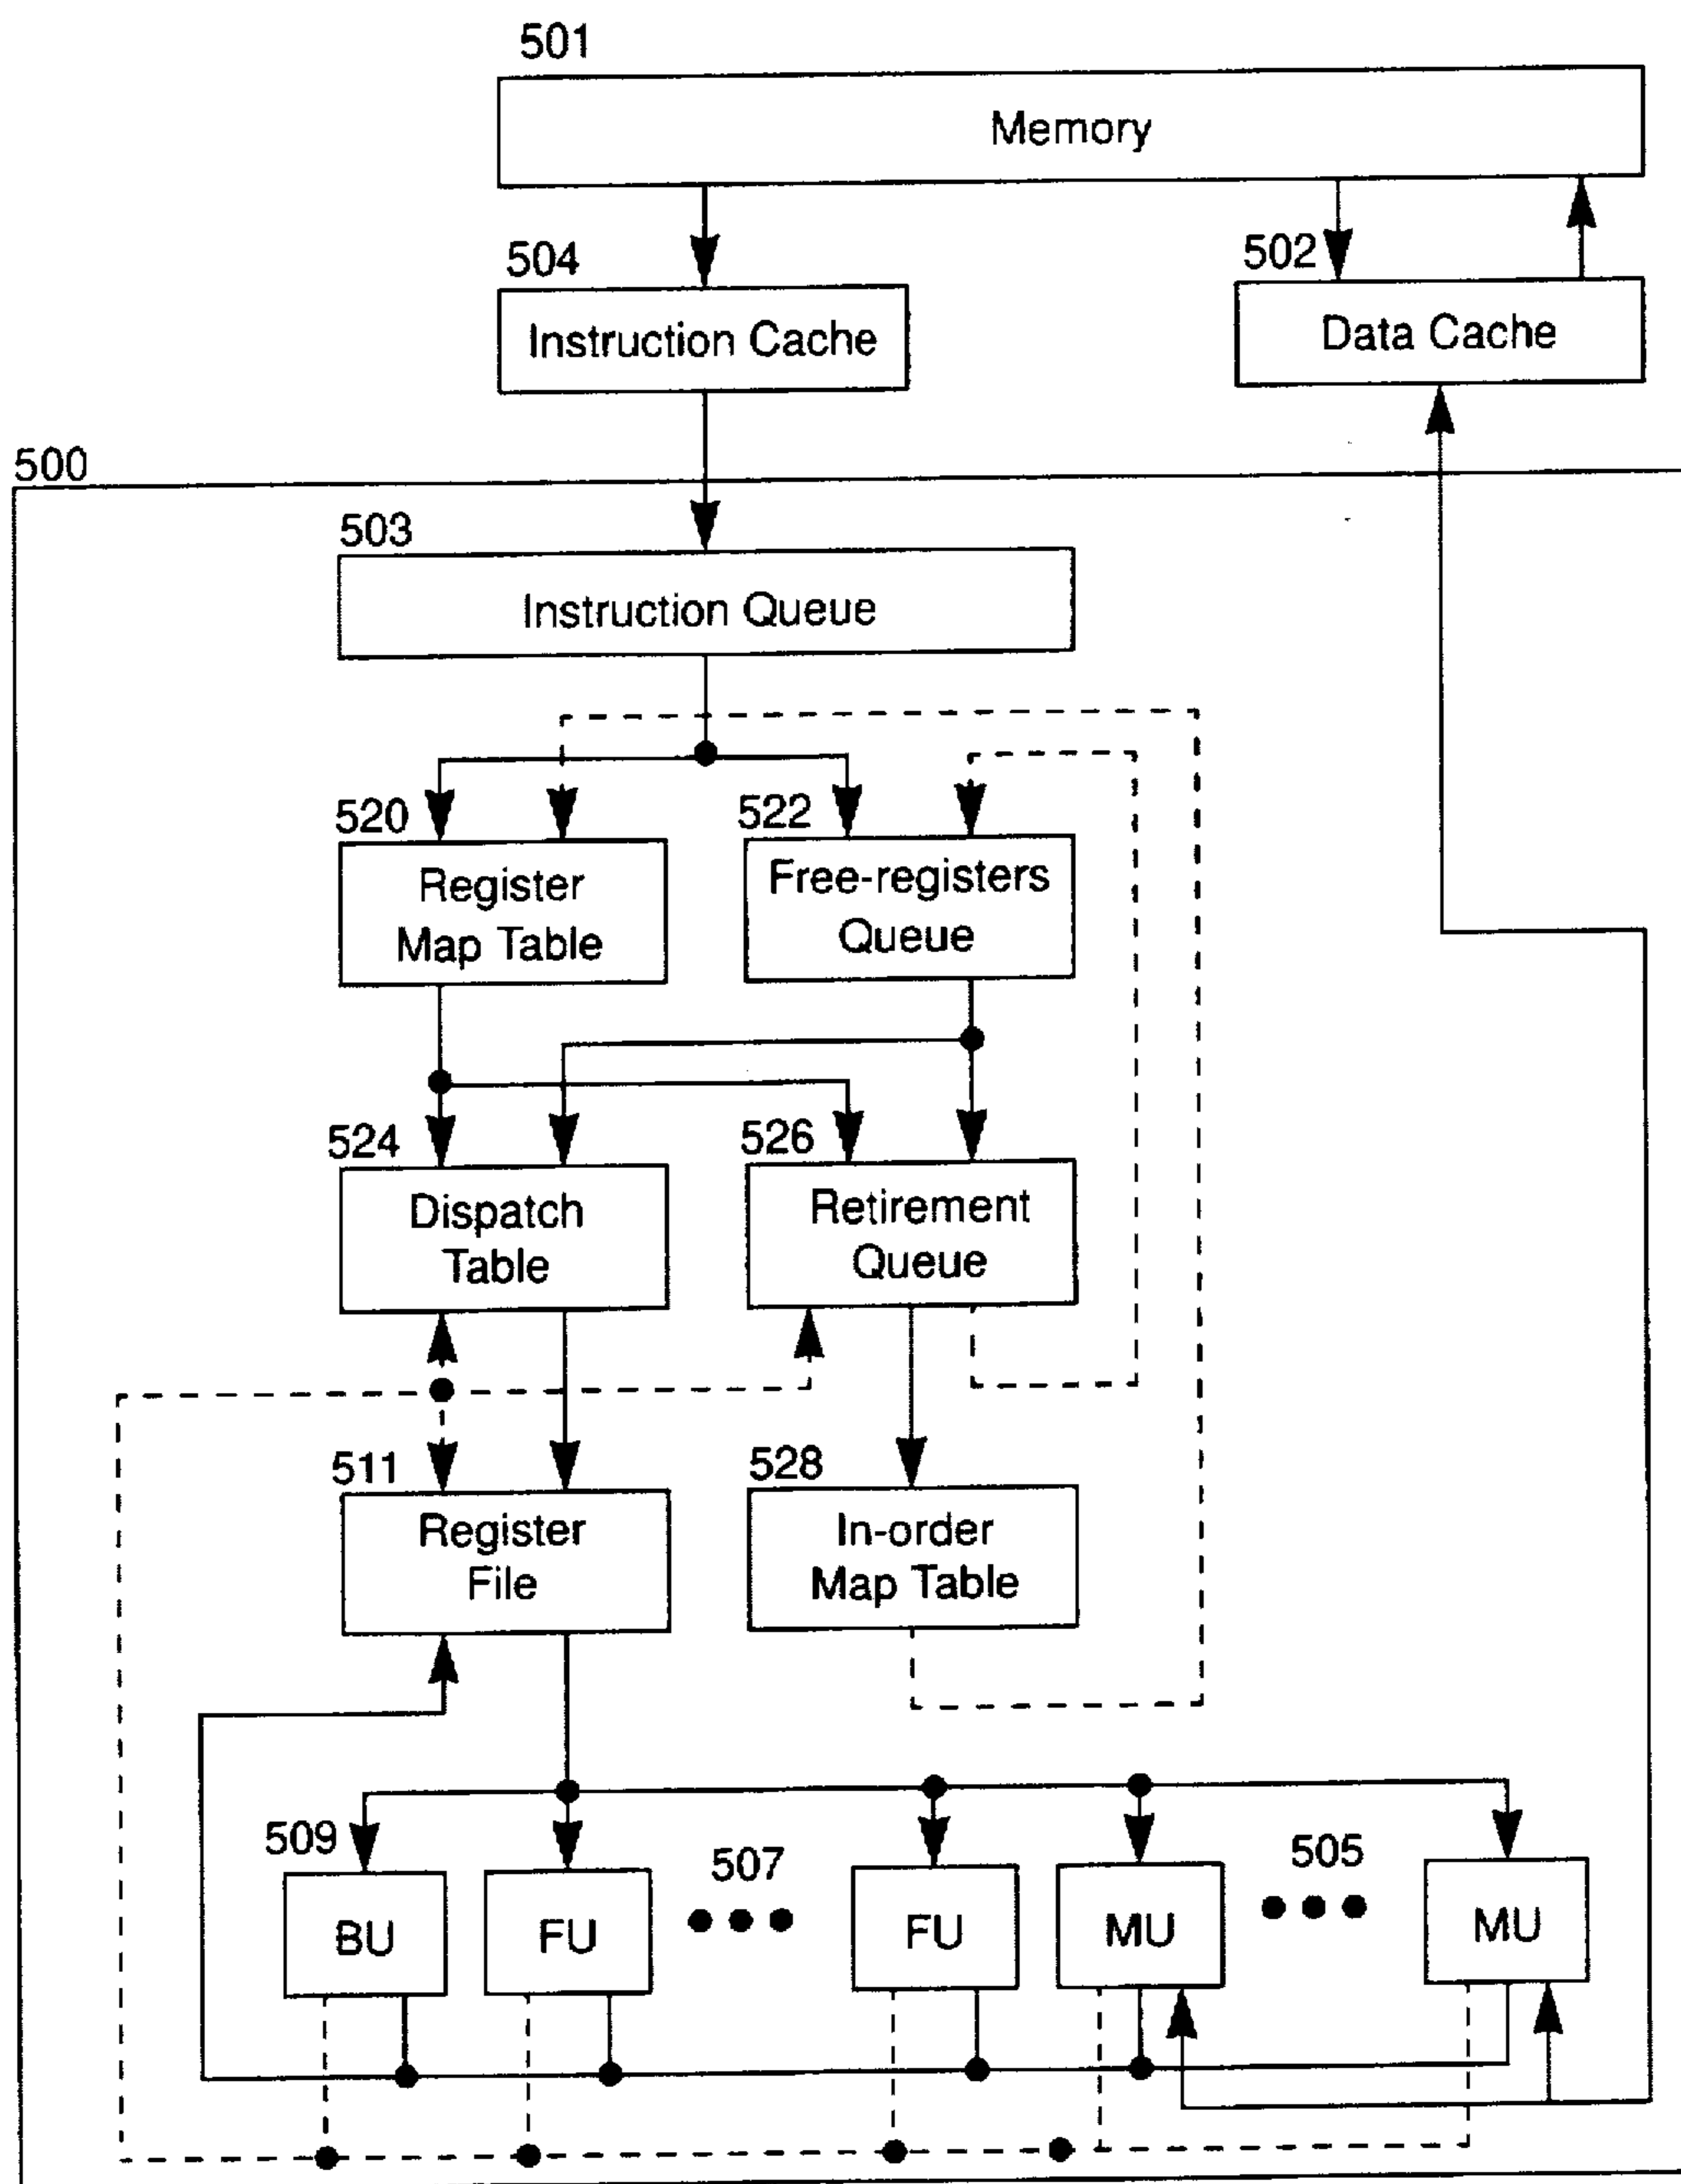 501
Memory
504
Instruction Cache
502
Data Cache
500
503
Instruction Queue
520
Register
Map Table
522
Free-registers
Queue
524
Dispatch
Table
526
Retirement
Queue
511
Register
File
528
In-order
Map Table
509
BU
FU
507
FU
MU
505
MU